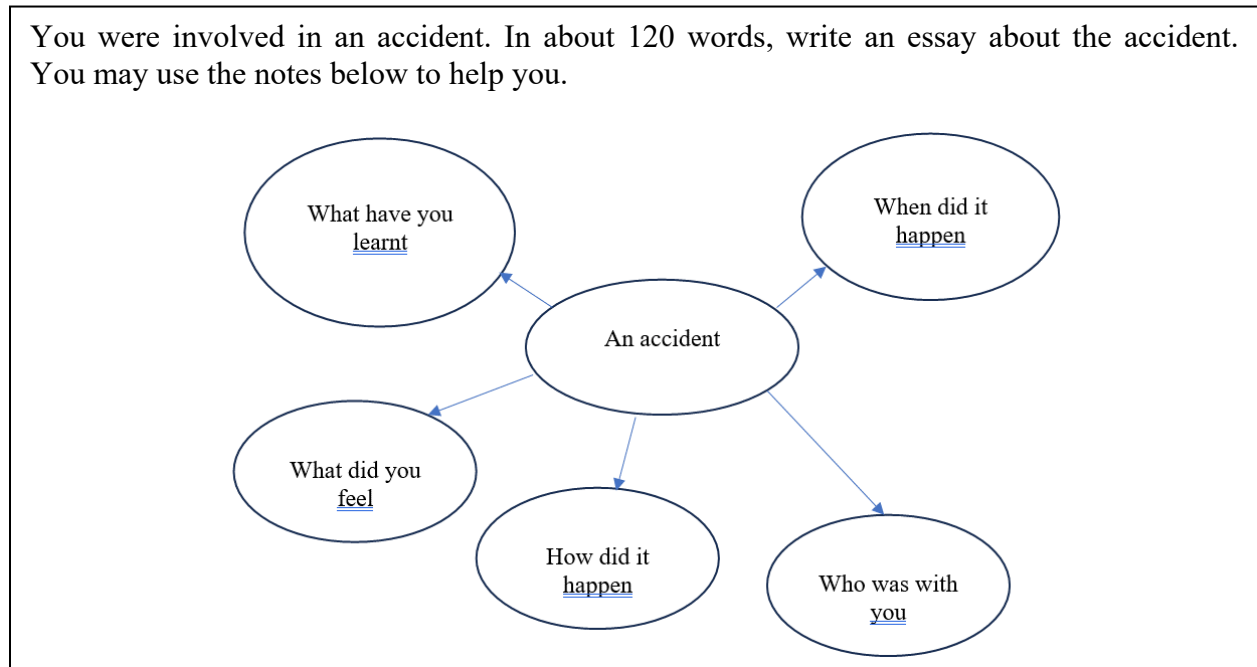 You were involved in an accident. In about 120 words, write an essay about the accident.
You may use the notes below to help you.
What have you
learnt
When did it
happen
An accident
What did you
feel
How did it
happen
Who was with
you